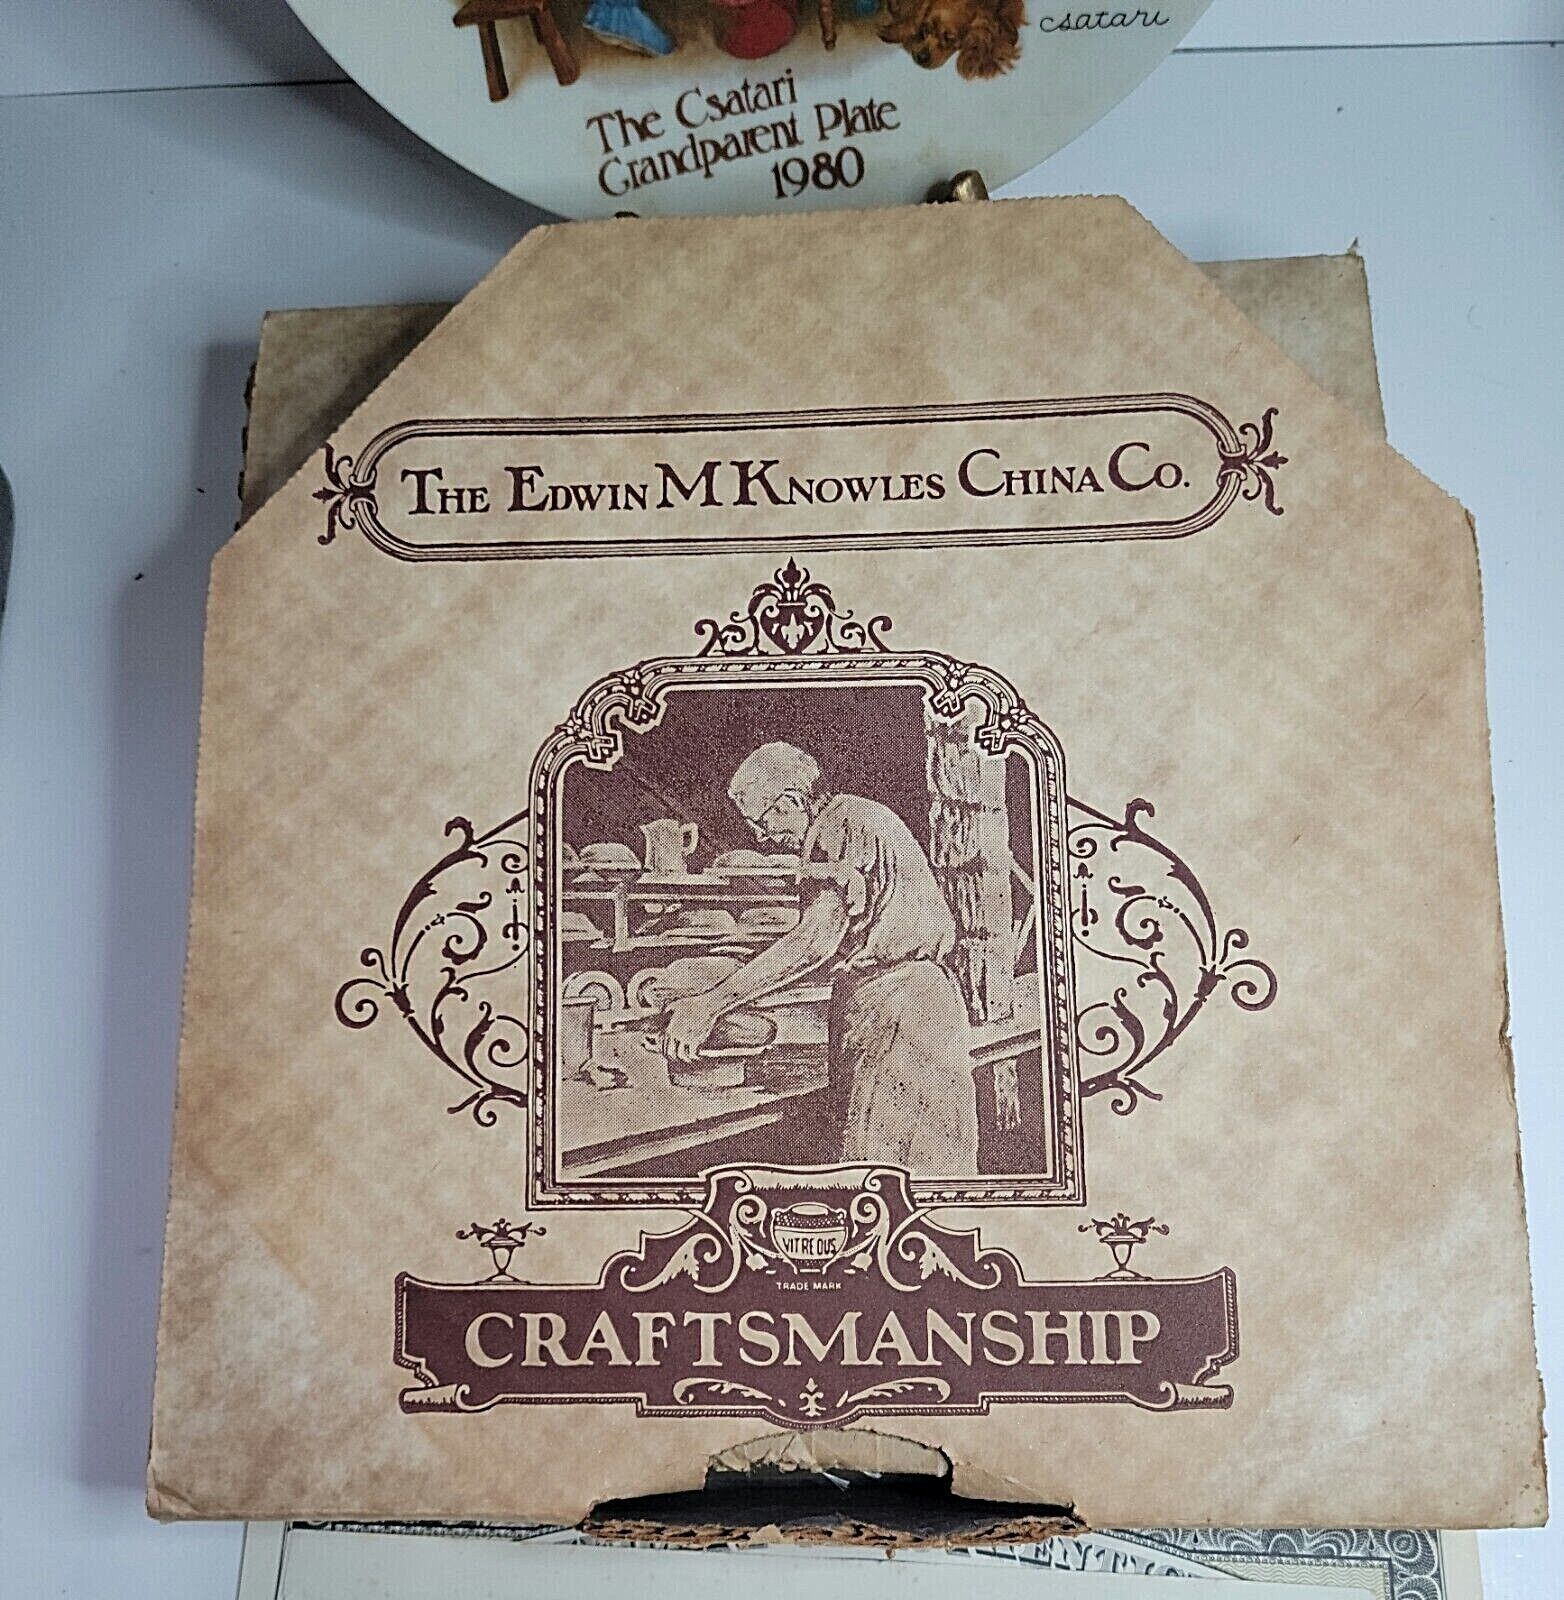 csatari
The Csatari
Grandparent Plate
1980
THE EDWIN M KNOWLES CHINA CO.
VITREOUS
TRADE MARK
CRAFTSMANSHIP